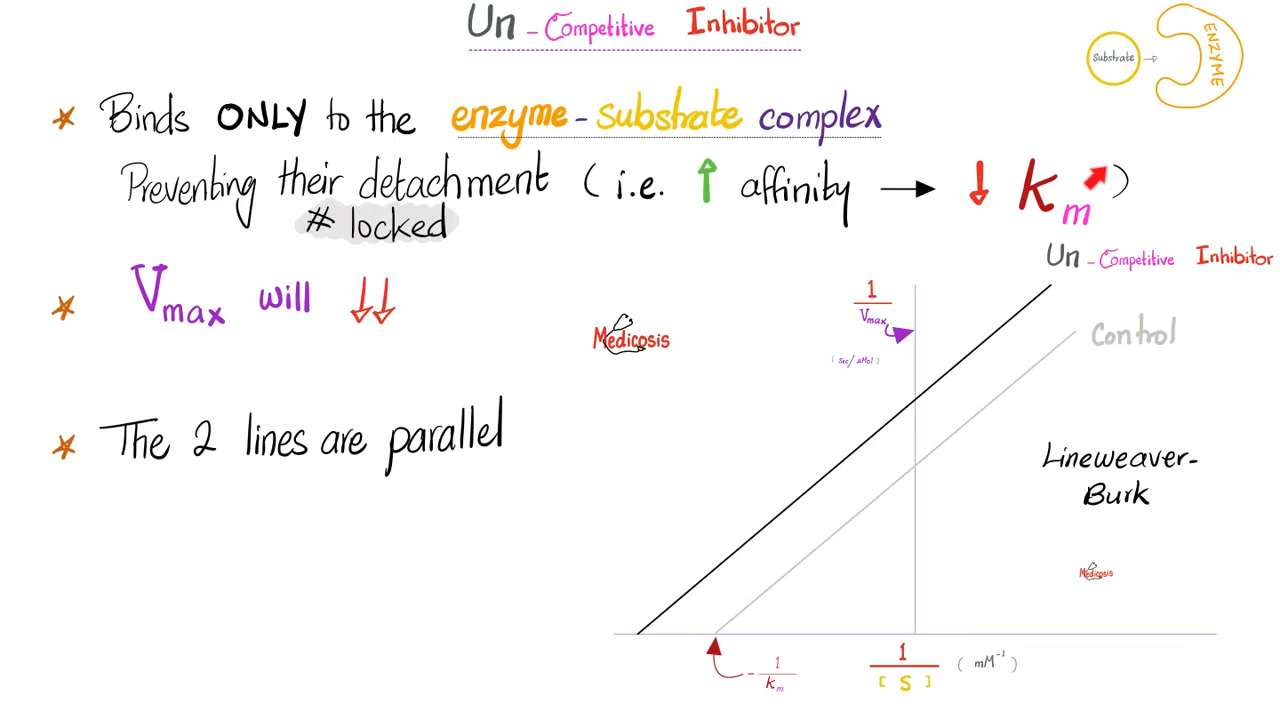 Un - Competitive Inhibitor
Substrate
ENZYME
* Binds ONLY to the enzyme - substrate complex
Preventing their detachment ( i.e. ↑ affinity → ↓ Km )
# locked
Un - Competitive Inhibitor
* Vmax will ↓↓
1
Vmax
Control
Medicosis
* The 2 lines are parallel
Lineweaver-
Burk
Medicosis
- 1
Km
1 ( mM⁻¹ )
[ S ]